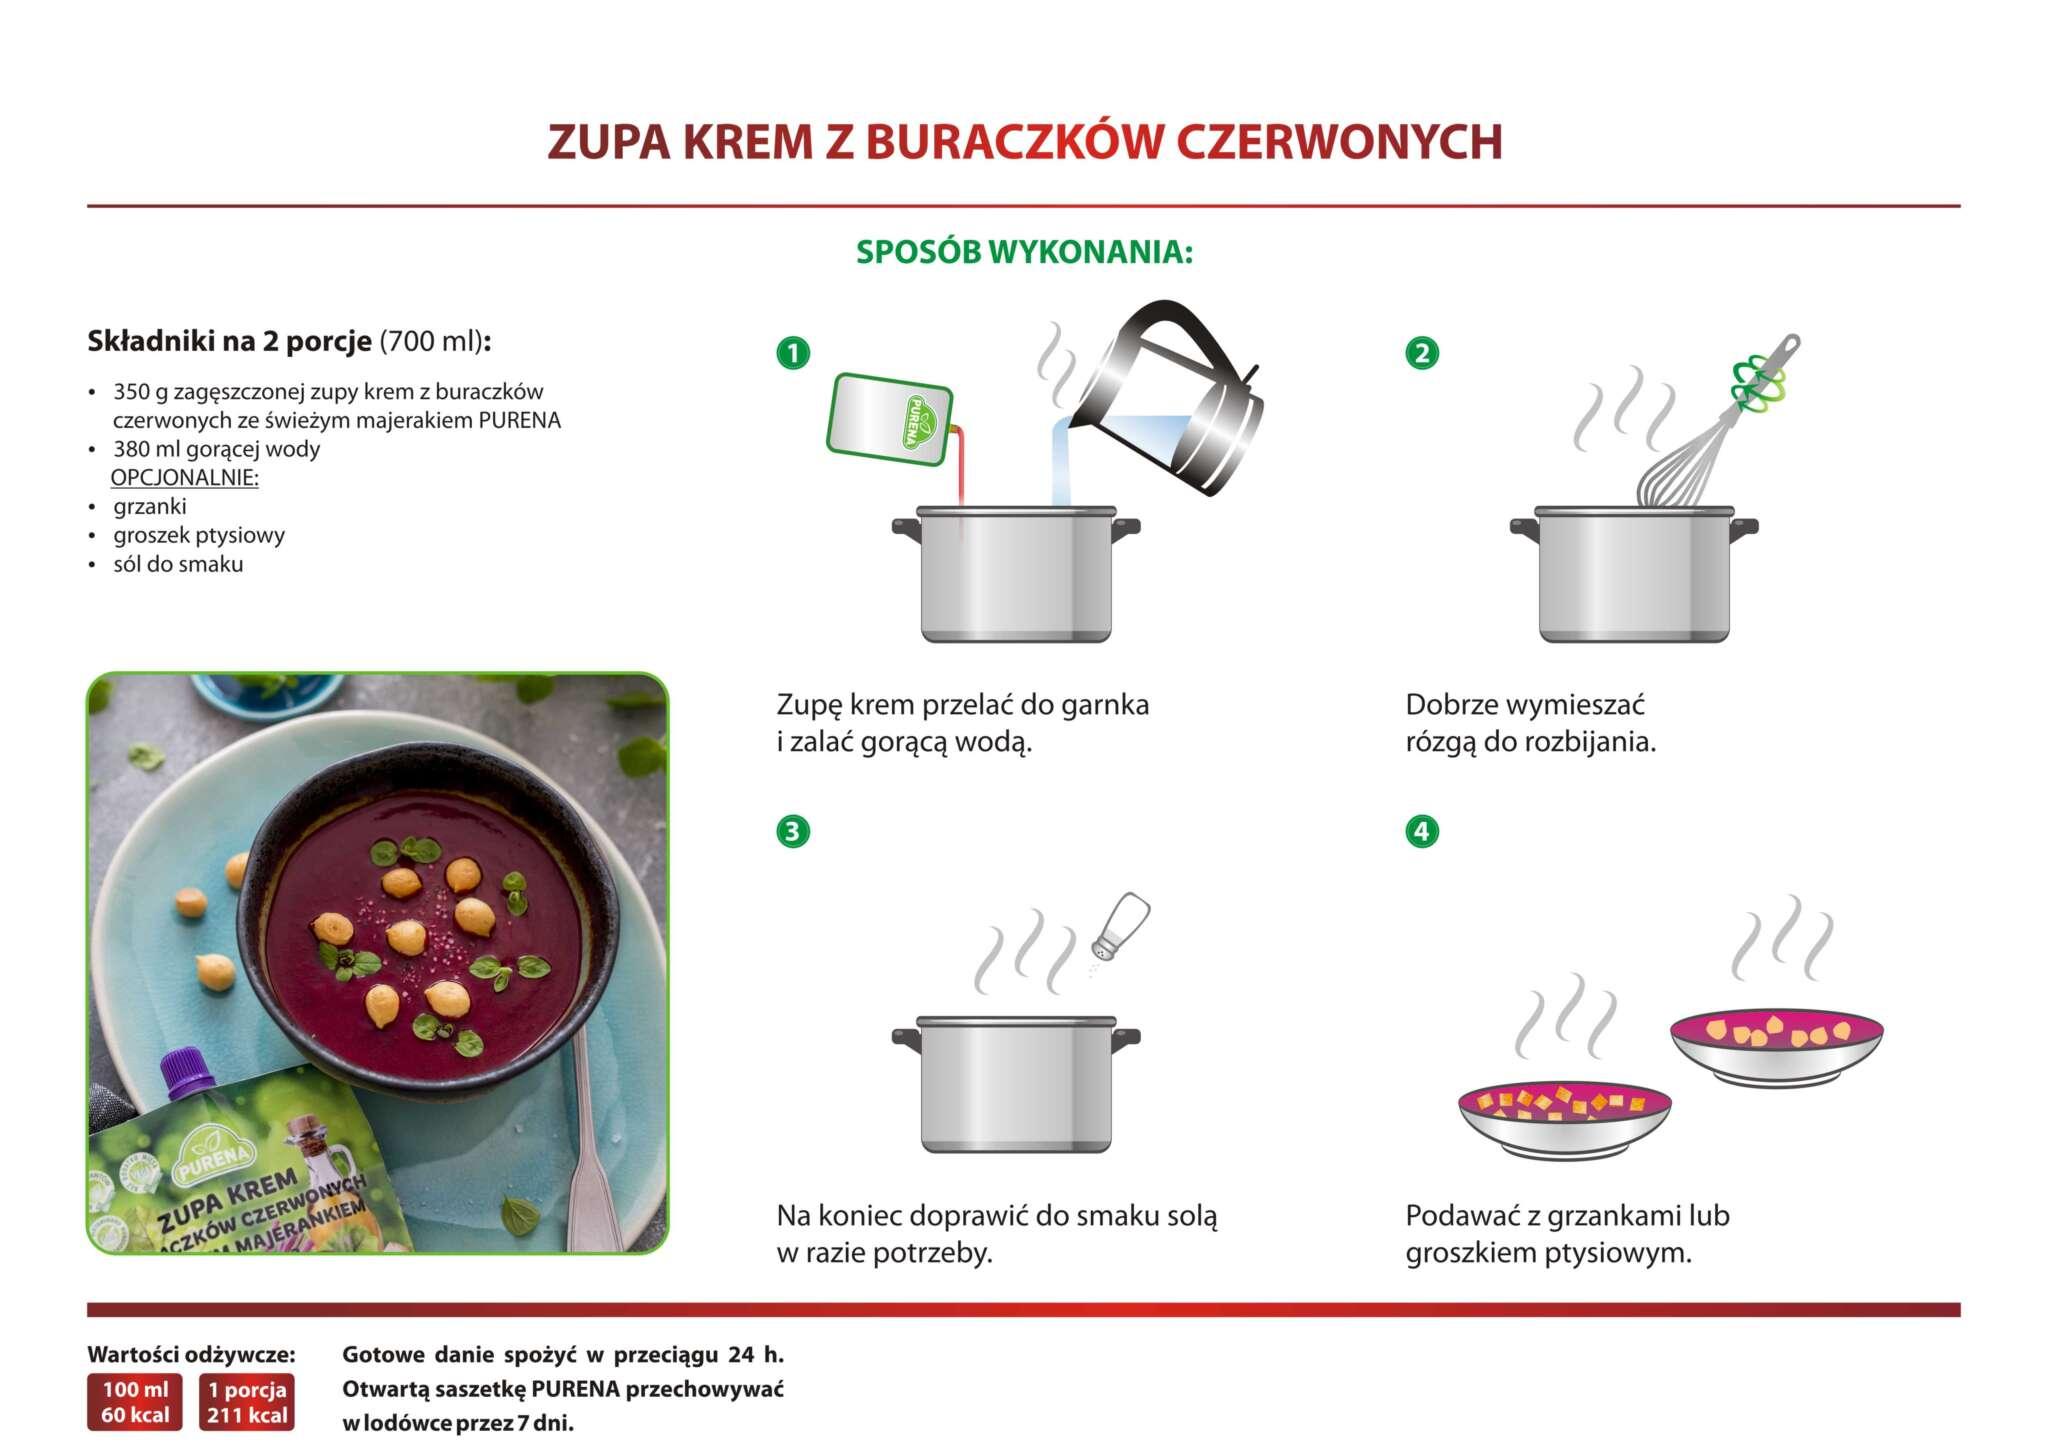 ZUPA KREM Z BURACZKÓW CZERWONYCH
SPOSÓB WYKONANIA:
Składniki na 2 porcje (700 ml):
• 350 g zagęszczonej zupy krem z buraczków
czerwonych ze świeżym majerakiem PURENA
• 380 ml gorącej wody
OPCJONALNIE:
• grzanki
• groszek ptysiowy
• sól do smaku
1
PURENA
Zupę krem przelać do garnka
i zalać gorącą wodą.
2
Dobrze wymieszać
rózgą do rozbijania.
3
Na koniec doprawić do smaku solą
w razie potrzeby.
4
Podawać z grzankami lub
groszkiem ptysiowym.
PURENA
ZUPA KREM
ACZKÓW CZERWONYCH
M MAJERANKIEM
Wartości odżywcze:
100 ml
60 kcal
1 porcja
211 kcal
Gotowe danie spożyć w przeciągu 24 h.
Otwartą saszetkę PURENA przechowywać
w lodówce przez 7 dni.